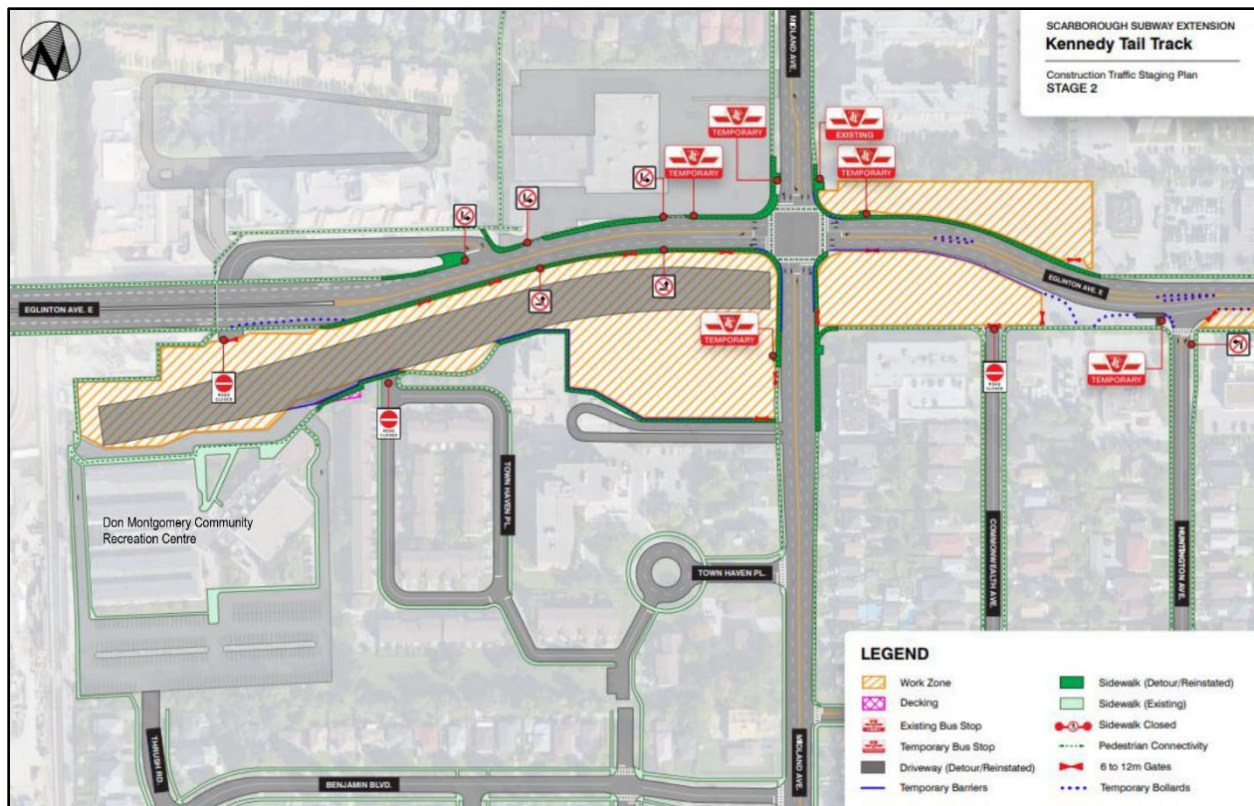 SCARBOROUGH SUBWAY EXTENSION
Kennedy Tail Track
Construction Traffic Staging Plan
STAGE 2
MIDLAND AVE.
TEMPORARY
EXISTING
TEMPORARY
TEMPORARY
EGLINTON AVE. E
EGLINTON AVE. E
TEMPORARY
TEMPORARY
ROAD CLOSED
ROAD CLOSED
ROAD CLOSED
TOWN HAVEN PL.
Don Montgomery Community
Recreation Centre
TOWN HAVEN PL.
COMMONWEALTH AVE.
HUNTINGTON AVE.
THRUSH RD.
BENJAMIN BLVD.
MIDLAND AVE.
LEGEND
Work Zone
Decking
Existing Bus Stop
Temporary Bus Stop
Driveway (Detour/Reinstated)
Temporary Barriers
Sidewalk (Detour/Reinstated)
Sidewalk (Existing)
Sidewalk Closed
Pedestrian Connectivity
6 to 12m Gates
Temporary Bollards